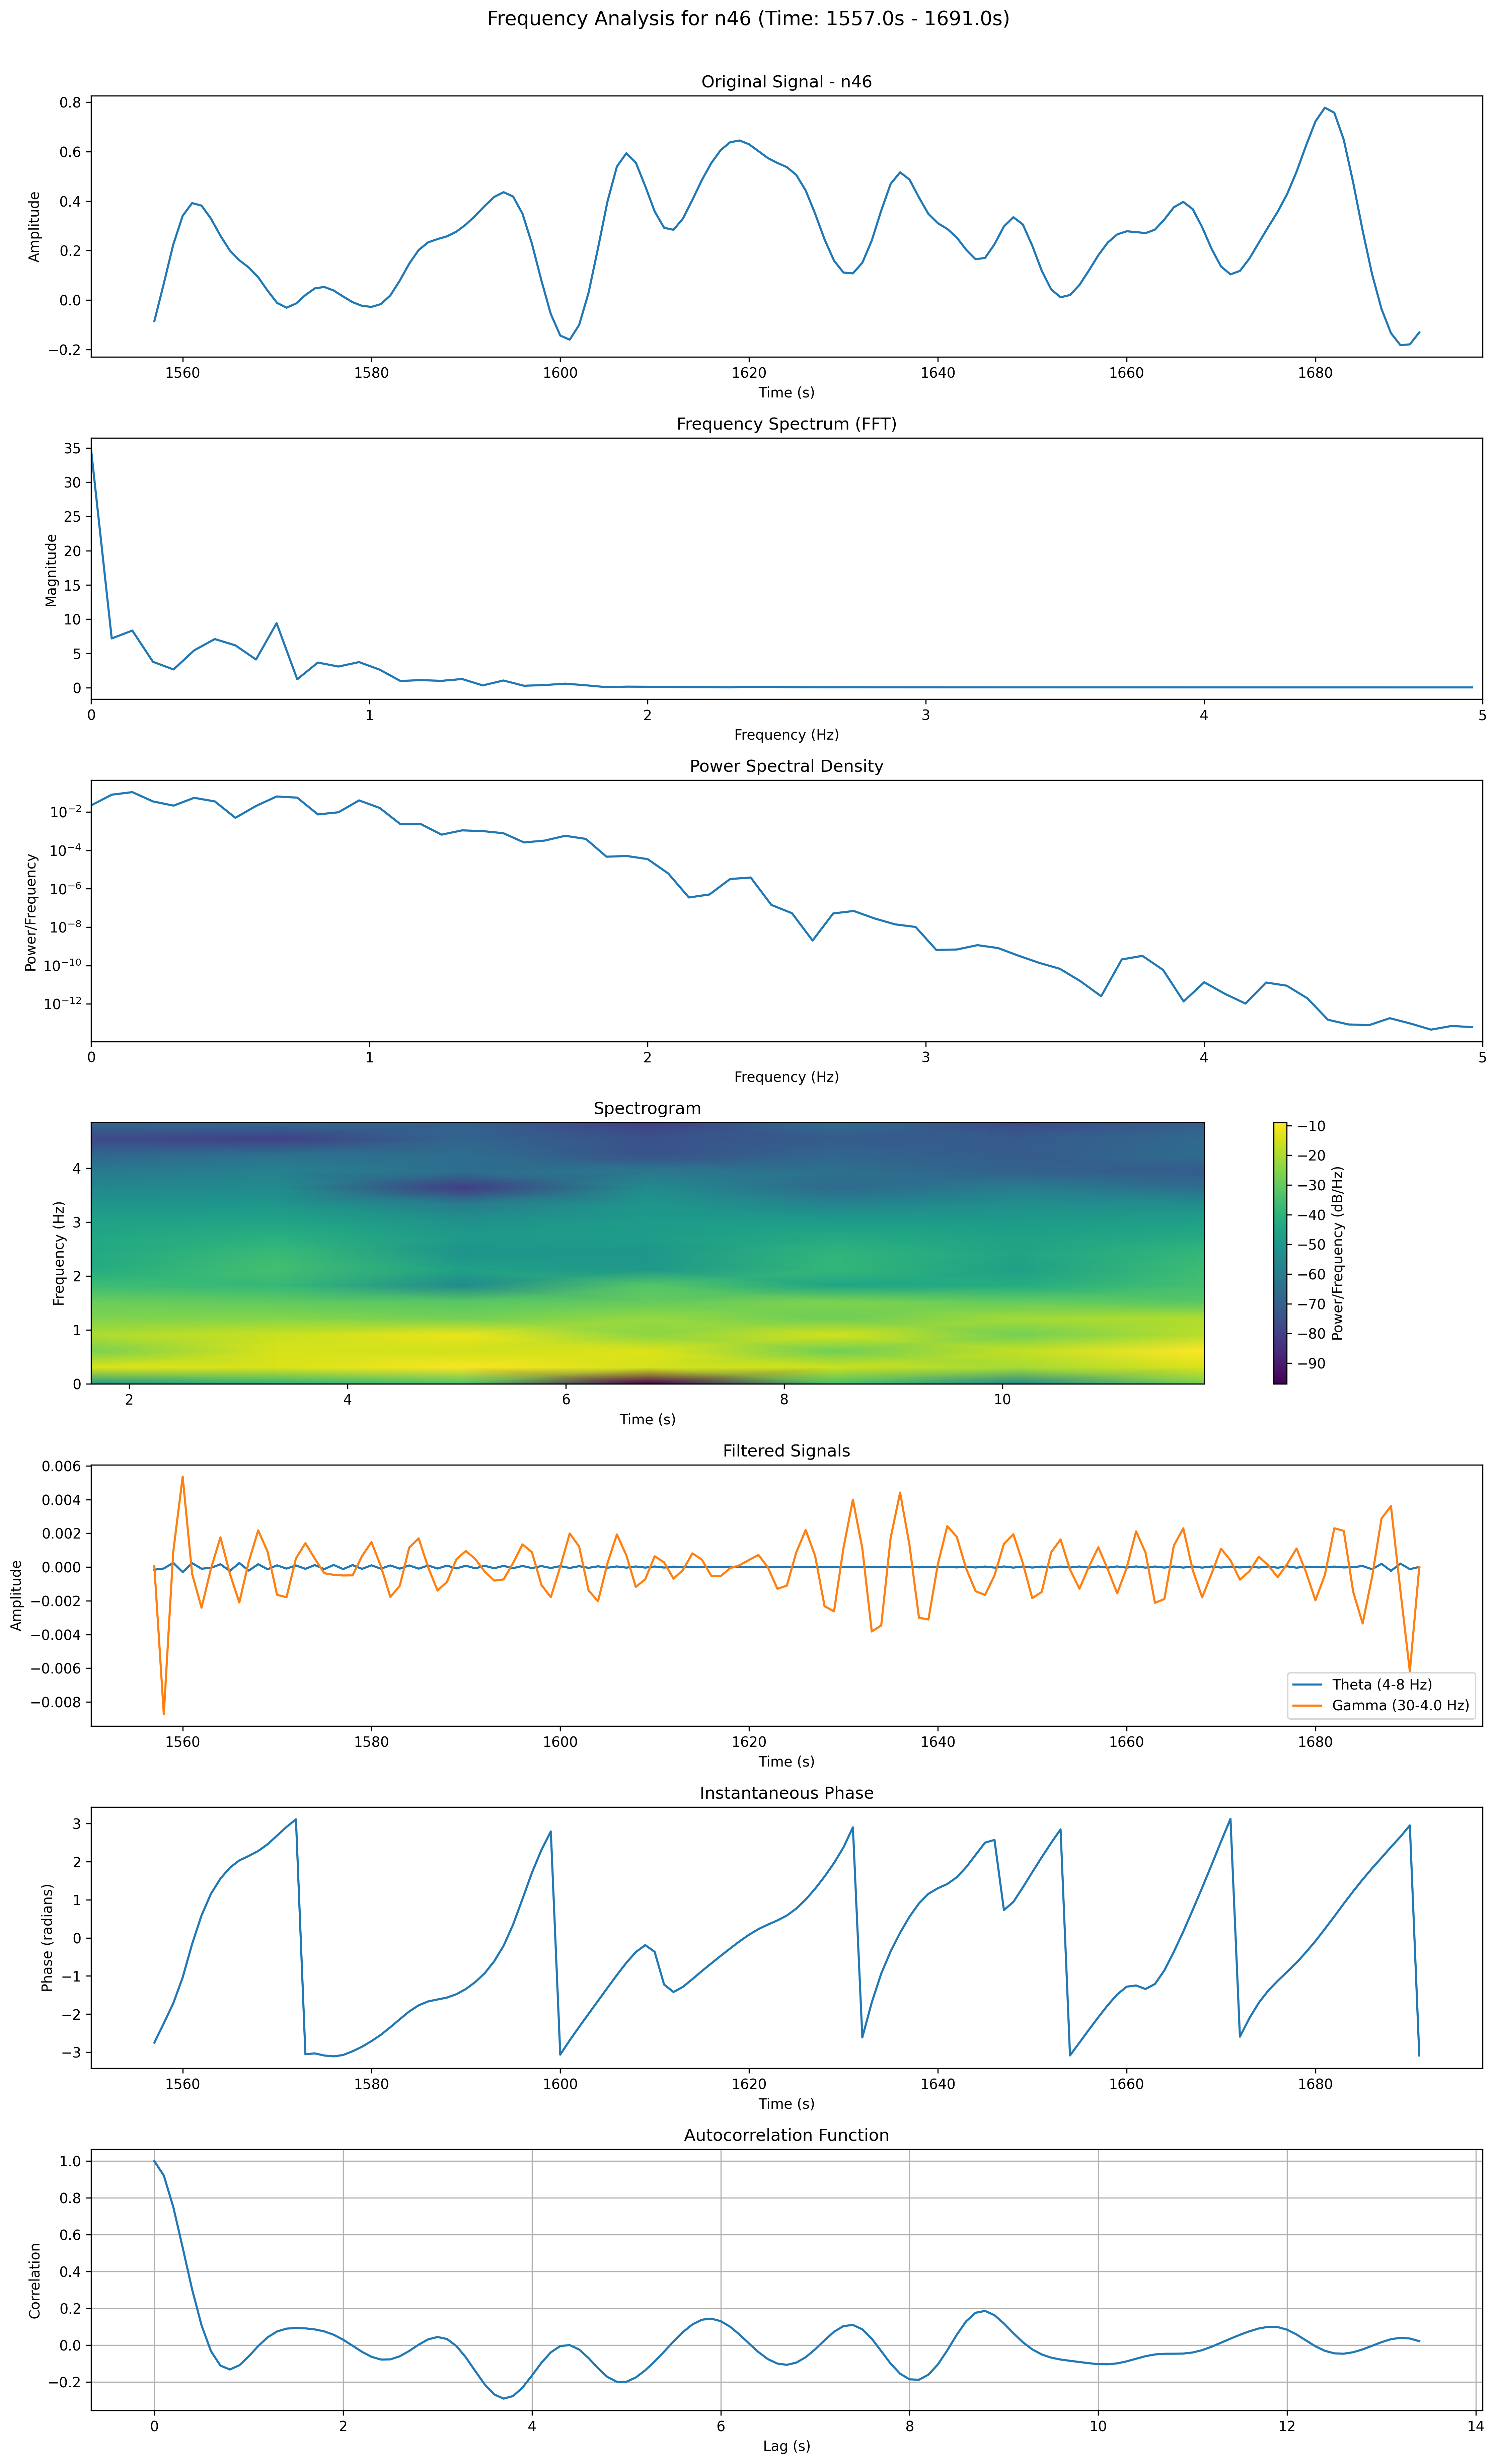 Frequency Analysis for n46 (Time: 1557.0s - 1691.0s)
Original Signal - n46
Amplitude
0.8
0.6
0.4
0.2
0.0
−0.2
1560 1580 1600 1620 1640 1660 1680
Time (s)
Frequency Spectrum (FFT)
Magnitude
35
30
25
20
15
10
5
0
0 1 2 3 4 5
Frequency (Hz)
Power Spectral Density
Power/Frequency
10⁻²
10⁻⁴
10⁻⁶
10⁻⁸
10⁻¹⁰
10⁻¹²
0 1 2 3 4 5
Frequency (Hz)
Spectrogram
Frequency (Hz)
4
3
2
1
0
2 4 6 8 10
Time (s)
−10
−20
−30
−40
−50
−60
−70
−80
−90
Power/Frequency (dB/Hz)
Filtered Signals
Amplitude
0.006
0.004
0.002
0.000
−0.002
−0.004
−0.006
−0.008
Theta (4-8 Hz)
Gamma (30-4.0 Hz)
1560 1580 1600 1620 1640 1660 1680
Time (s)
Instantaneous Phase
Phase (radians)
3
2
1
0
−1
−2
−3
1560 1580 1600 1620 1640 1660 1680
Time (s)
Autocorrelation Function
Correlation
1.0
0.8
0.6
0.4
0.2
0.0
−0.2
0 2 4 6 8 10 12 14
Lag (s)